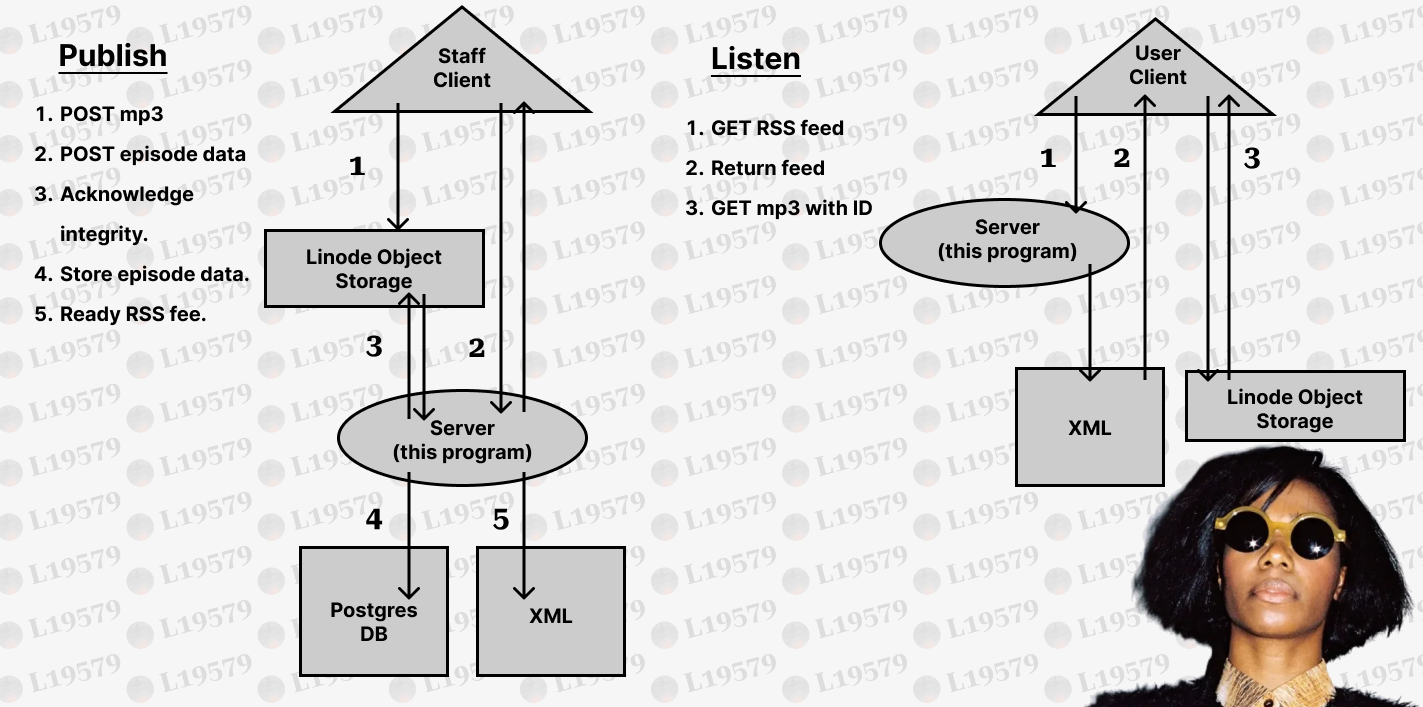 Publish
1. POST mp3
2. POST episode data
3. Acknowledge
integrity.
4. Store episode data.
5. Ready RSS fee.
Staff
Client
1
Linode Object
Storage
3
2
Server
(this program)
4
5
Postgres
DB
XML
Listen
1. GET RSS feed
2. Return feed
3. GET mp3 with ID
User
Client
1
2
3
Server
(this program)
XML
Linode Object
Storage
L19579